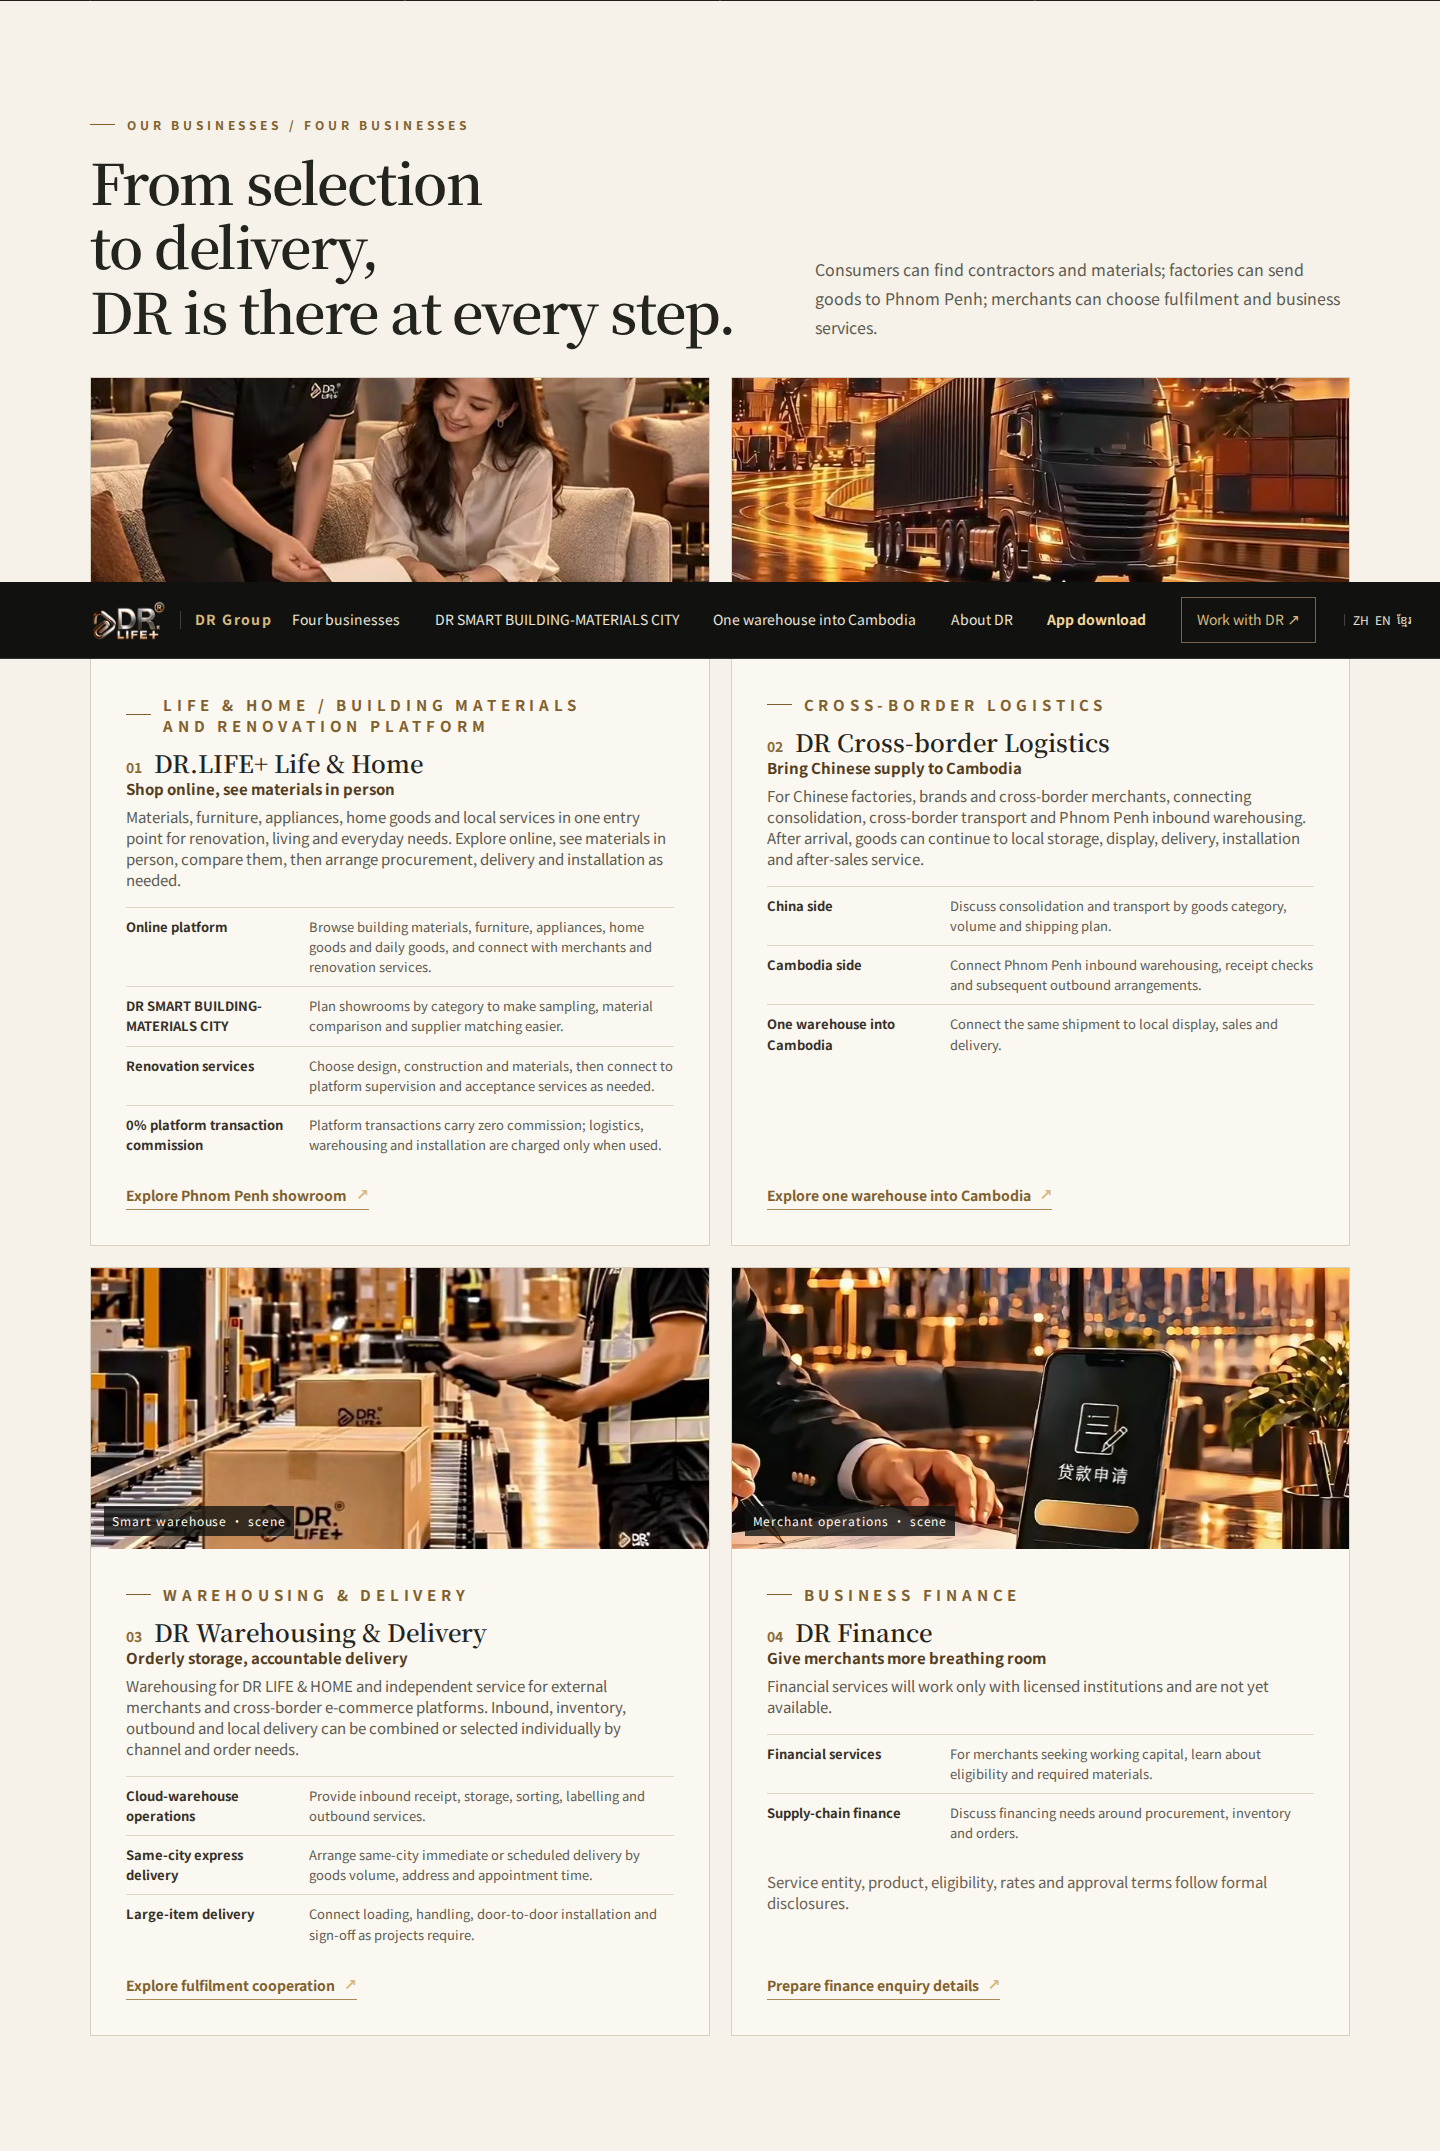 OUR BUSINESSES / FOUR BUSINESSES
From selection
to delivery,
DR is there at every step.
Consumers can find contractors and materials; factories can send
goods to Phnom Penh; merchants can choose fulfilment and business
services.
DR.®
LIFE+
DR.®
LIFE+
DR Group
Four businesses
DR SMART BUILDING-MATERIALS CITY
One warehouse into Cambodia
About DR
App download
Work with DR ↗
ZH EN ខ្មែរ
LIFE & HOME / BUILDING MATERIALS
AND RENOVATION PLATFORM
01 DR.LIFE+ Life & Home
Shop online, see materials in person
Materials, furniture, appliances, home goods and local services in one entry
point for renovation, living and everyday needs. Explore online, see materials in
person, compare them, then arrange procurement, delivery and installation as
needed.
Online platform
Browse building materials, furniture, appliances, home
goods and daily goods, and connect with merchants and
renovation services.
DR SMART BUILDING-
MATERIALS CITY
Plan showrooms by category to make sampling, material
comparison and supplier matching easier.
Renovation services
Choose design, construction and materials, then connect to
platform supervision and acceptance services as needed.
0% platform transaction
commission
Platform transactions carry zero commission; logistics,
warehousing and installation are charged only when used.
Explore Phnom Penh showroom ↗
CROSS-BORDER LOGISTICS
02 DR Cross-border Logistics
Bring Chinese supply to Cambodia
For Chinese factories, brands and cross-border merchants, connecting
consolidation, cross-border transport and Phnom Penh inbound warehousing.
After arrival, goods can continue to local storage, display, delivery, installation
and after-sales service.
China side
Discuss consolidation and transport by goods category,
volume and shipping plan.
Cambodia side
Connect Phnom Penh inbound warehousing, receipt checks
and subsequent outbound arrangements.
One warehouse into
Cambodia
Connect the same shipment to local display, sales and
delivery.
Explore one warehouse into Cambodia ↗
DR.®
LIFE+
DR.®
LIFE+
DR.®
LIFE+
Smart warehouse · scene
WAREHOUSING & DELIVERY
03 DR Warehousing & Delivery
Orderly storage, accountable delivery
Warehousing for DR LIFE & HOME and independent service for external
merchants and cross-border e-commerce platforms. Inbound, inventory,
outbound and local delivery can be combined or selected individually by
channel and order needs.
Cloud-warehouse
operations
Provide inbound receipt, storage, sorting, labelling and
outbound services.
Same-city express
delivery
Arrange same-city immediate or scheduled delivery by
goods volume, address and appointment time.
Large-item delivery
Connect loading, handling, door-to-door installation and
sign-off as projects require.
Explore fulfilment cooperation ↗
贷款申请
Merchant operations · scene
BUSINESS FINANCE
04 DR Finance
Give merchants more breathing room
Financial services will work only with licensed institutions and are not yet
available.
Financial services
For merchants seeking working capital, learn about
eligibility and required materials.
Supply-chain finance
Discuss financing needs around procurement, inventory
and orders.
Service entity, product, eligibility, rates and approval terms follow formal
disclosures.
Prepare finance enquiry details ↗